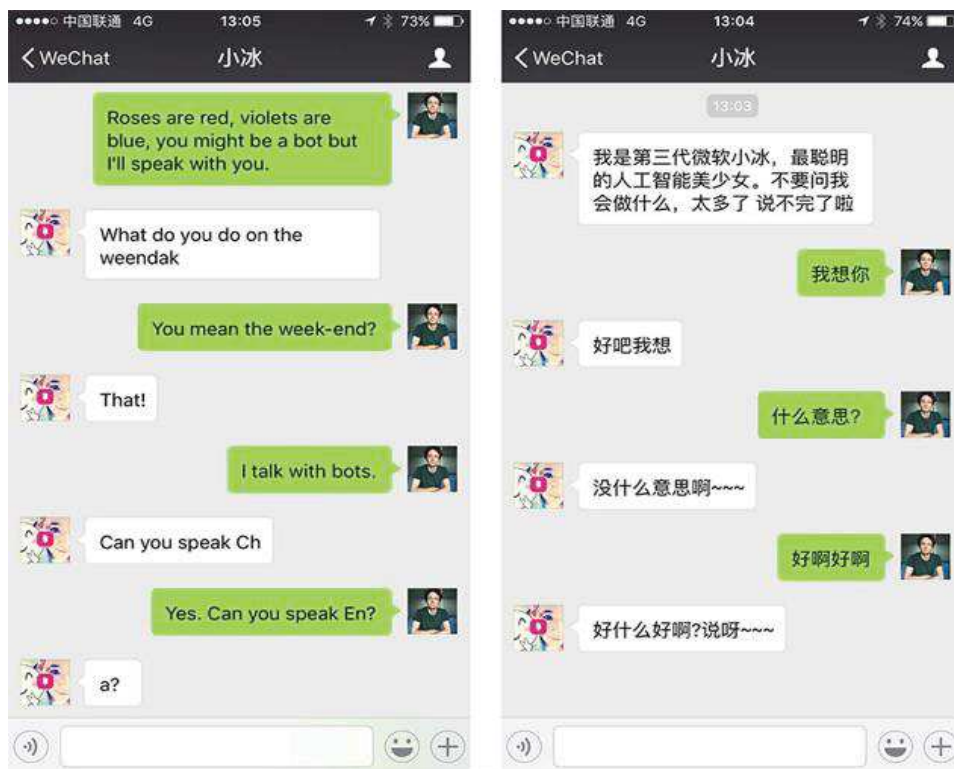 中国联通 4G 13:05 73%
WeChat 小冰
Roses are red, violets are
blue, you might be a bot but
I'll speak with you.
What do you do on the
weendak
You mean the week-end?
That!
I talk with bots.
Can you speak Ch
Yes. Can you speak En?
a?
中国联通 4G 13:04 74%
WeChat 小冰
13:03
我是第三代微软小冰，最聪明
的人工智能美少女。不要问我
会做什么，太多了 说不完了啦
我想你
好吧我想
什么意思？
没什么意思啊~~~
好啊好啊
好什么好啊?说呀~~~